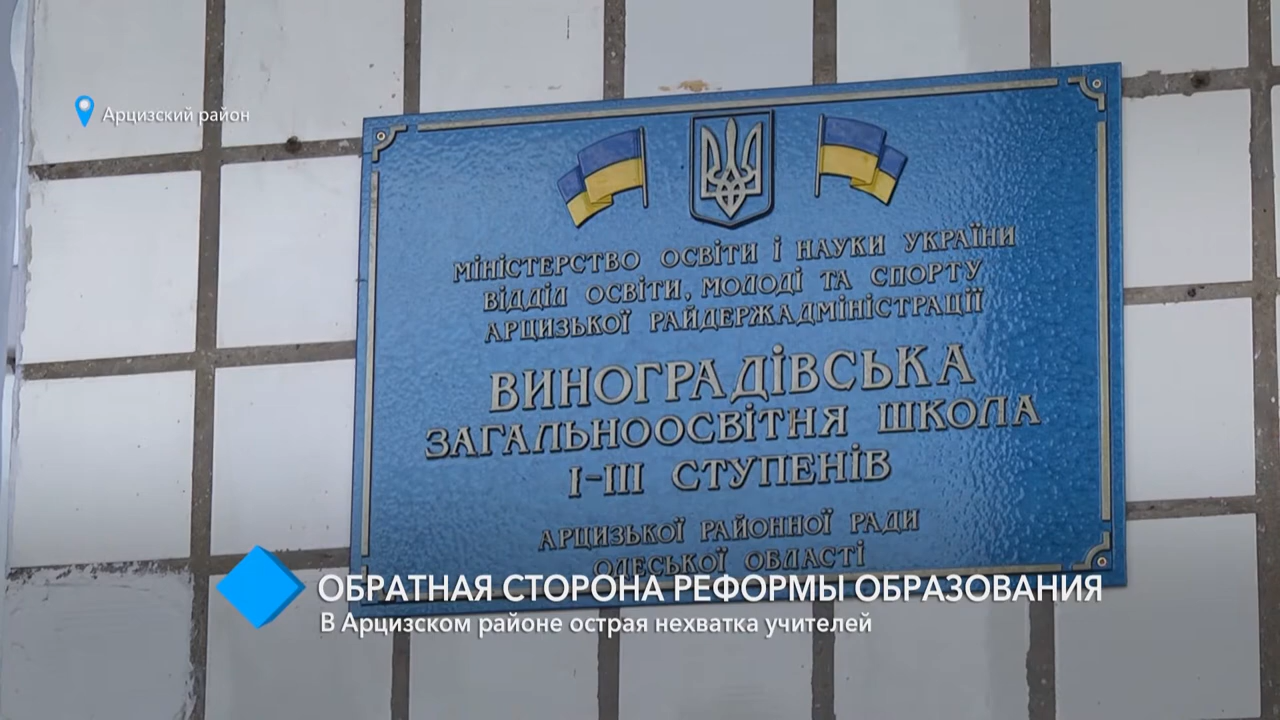 Арцизский район
МІНІСТЕРСТВО ОСВІТИ І НАУКИ УКРАЇНИ
ВІДДІЛ ОСВІТИ, МОЛОДІ ТА СПОРТУ
АРЦИЗЬКОЇ РАЙДЕРЖАДМІНІСТРАЦІЇ
ВИНОГРАДІВСЬКА
ЗАГАЛЬНООСВІТНЯ ШКОЛА
І-ІІІ СТУПЕНІВ
АРЦИЗЬКОЇ РАЙОННОЇ РАДИ
ОДЕСЬКОЇ ОБЛАСТІ
ОБРАТНАЯ СТОРОНА РЕФОРМЫ ОБРАЗОВАНИЯ
В Арцизском районе острая нехватка учителей